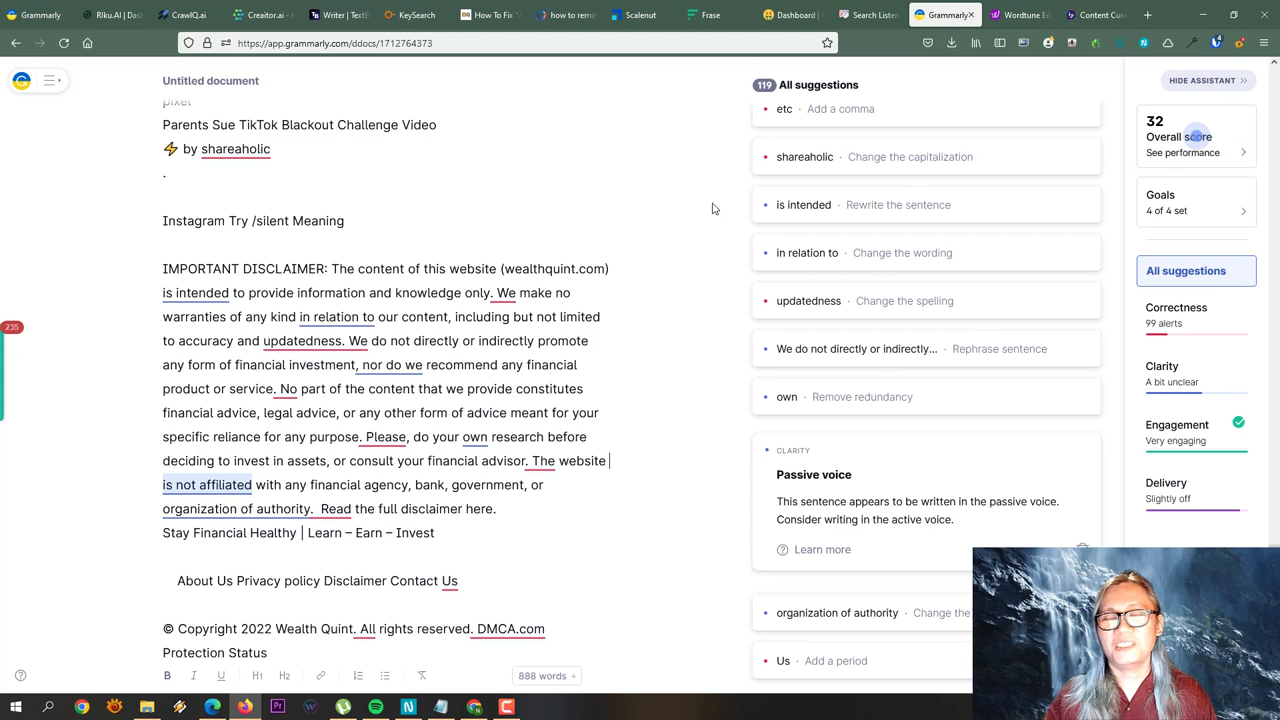 Grammarly
Riku.AI | Da
CrawlQ.ai
Creator.ai -
Writer | TextB
KeySearch
How To Fix "A
how to remo
Scalenut
Frase
Dashboard |
Search Listen
Grammarly
Wordtune Ed
Content Cura
https://app.grammarly.com/ddocs/1712764373
Untitled document
pixel
Parents Sue TikTok Blackout Challenge Video
⚡ by shareaholic
.
Instagram Try /silent Meaning
IMPORTANT DISCLAIMER: The content of this website (wealthquint.com)
is intended to provide information and knowledge only. We make no
warranties of any kind in relation to our content, including but not limited
to accuracy and updatedness. We do not directly or indirectly promote
any form of financial investment, nor do we recommend any financial
product or service. No part of the content that we provide constitutes
financial advice, legal advice, or any other form of advice meant for your
specific reliance for any purpose. Please, do your own research before
deciding to invest in assets, or consult your financial advisor. The website
is not affiliated with any financial agency, bank, government, or
organization of authority.  Read the full disclaimer here.
Stay Financial Healthy | Learn – Earn – Invest
About Us Privacy policy Disclaimer Contact Us
© Copyright 2022 Wealth Quint. All rights reserved. DMCA.com
Protection Status
B I U H1 H2
888 words
235
119 All suggestions
etc · Add a comma
shareaholic · Change the capitalization
is intended · Rewrite the sentence
in relation to · Change the wording
updatedness · Change the spelling
We do not directly or indirectly... · Rephrase sentence
own · Remove redundancy
CLARITY
Passive voice
This sentence appears to be written in the passive voice.
Consider writing in the active voice.
Learn more
organization of authority · Change the
Us · Add a period
HIDE ASSISTANT
32
Overall score
See performance
Goals
4 of 4 set
All suggestions
Correctness
99 alerts
Clarity
A bit unclear
Engagement
Very engaging
Delivery
Slightly off